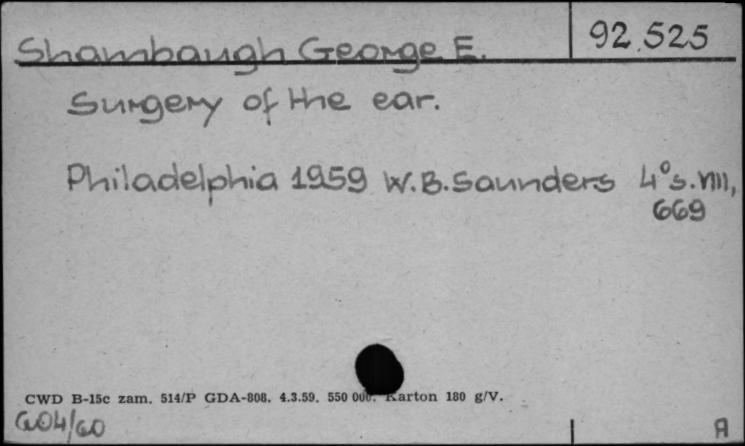 Shambaugh George E. 92.525
Surgery of the ear.
Philadelphia 1959 W.B.Saunders 4°s.VIII,
669
CWD B-15c zam. 514/P GDA-808. 4.3.59. 550 000. Karton 180 g/V.
604/60
A